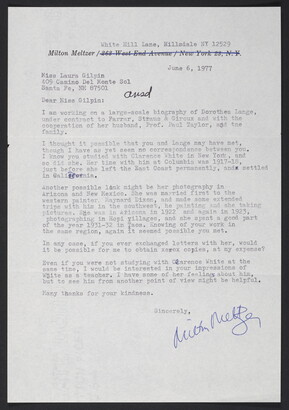 White Hill Lane, Hillsdale NY 12529
Milton Meltzer / 263 West End Avenue / New York 23, N.Y.
June 6, 1977
Miss Laura Gilpin
409 Camino Del Monte Sol
Santa Fe, NM 87501
ansd
Dear Miss Gilpin:
I am working on a large-scale biography of Dorothea Lange,
under contract to Farrar, Straus & Giroux and with the
cooperation of her husband, Prof. Paul Taylor, and the
family.
I thought it possible that you and Lange may have met,
though I have as yet seen no correspondence between you.
I know you studied with Clarence White in New York, and
so did she. Her time with him at Columbia was 1917-18,
just before she left the East Coast permanently, and settled
in California.
Another possible link might be her photography in
Arizona and New Mexico. She was married first to the
western painter, Maynard Dixon, and made some extended
trips with him in the southwest, he painting and she taking
pictures. She was in Arizona in 1922 and again in 1923,
photographing in Hopi villages, and she spent a good part
of the year 1931-32 in Taos. Knowing of your work in
the same region, again it seemed possible you met.
In any case, if you ever exchanged letters with her, would
it be possible for me to obtain xerox copies, at my expense?
Even if you were not studying with Clarence White at the
same time, I would be interested in your impressions of
White as a teacher. I have some of her feelings about him,
but to see him from another point of view might be helpful.
Many thanks for your kindness.
Sincerely,
Milton Meltzer